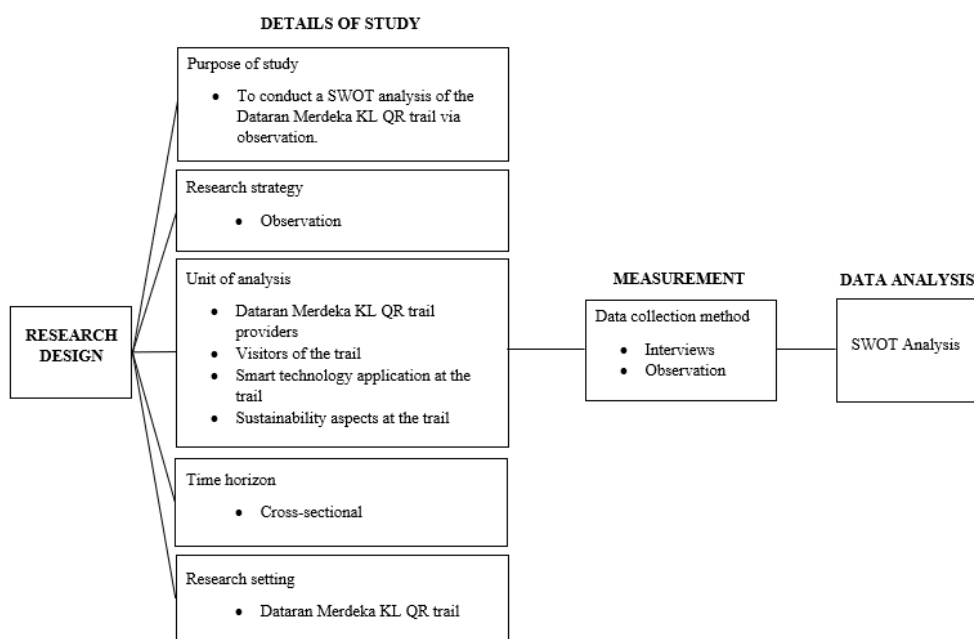 DETAILS OF STUDY
Purpose of study
• To conduct a SWOT analysis of the
Dataran Merdeka KL QR trail via
observation.
Research strategy
• Observation
Unit of analysis
• Dataran Merdeka KL QR trail
providers
• Visitors of the trail
• Smart technology application at the
trail
• Sustainability aspects at the trail
Time horizon
• Cross-sectional
Research setting
• Dataran Merdeka KL QR trail
RESEARCH
DESIGN
MEASUREMENT
Data collection method
• Interviews
• Observation
DATA ANALYSIS
SWOT Analysis